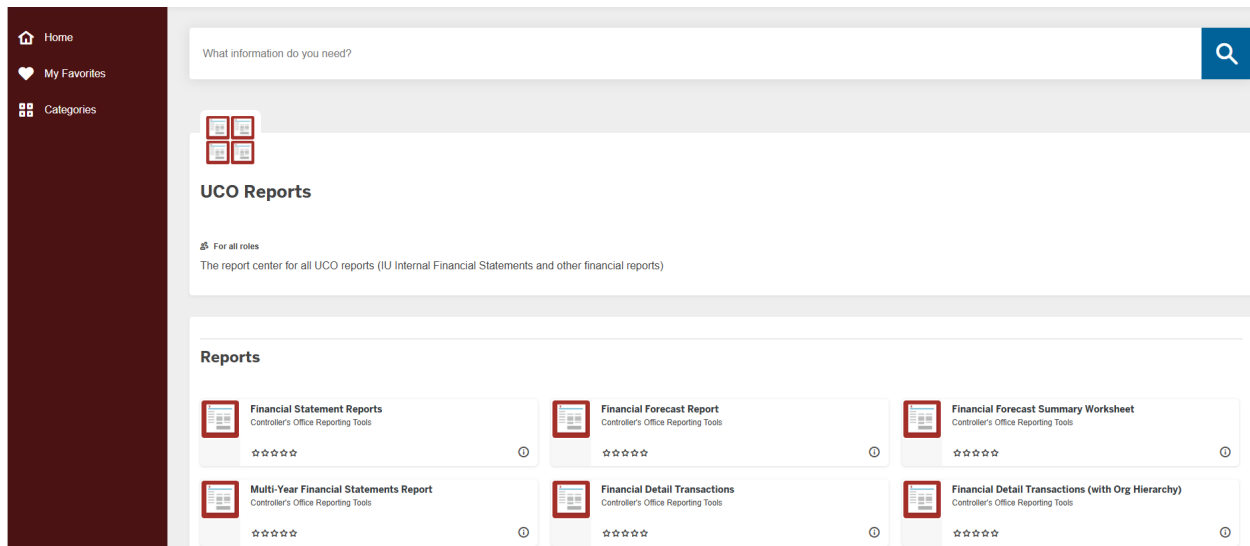 Home
My Favorites
Categories
What information do you need?
UCO Reports
For all roles
The report center for all UCO reports (IU Internal Financial Statements and other financial reports)
Reports
Financial Statement Reports
Controller's Office Reporting Tools
Financial Forecast Report
Controller's Office Reporting Tools
Financial Forecast Summary Worksheet
Controller's Office Reporting Tools
Multi-Year Financial Statements Report
Controller's Office Reporting Tools
Financial Detail Transactions
Controller's Office Reporting Tools
Financial Detail Transactions (with Org Hierarchy)
Controller's Office Reporting Tools